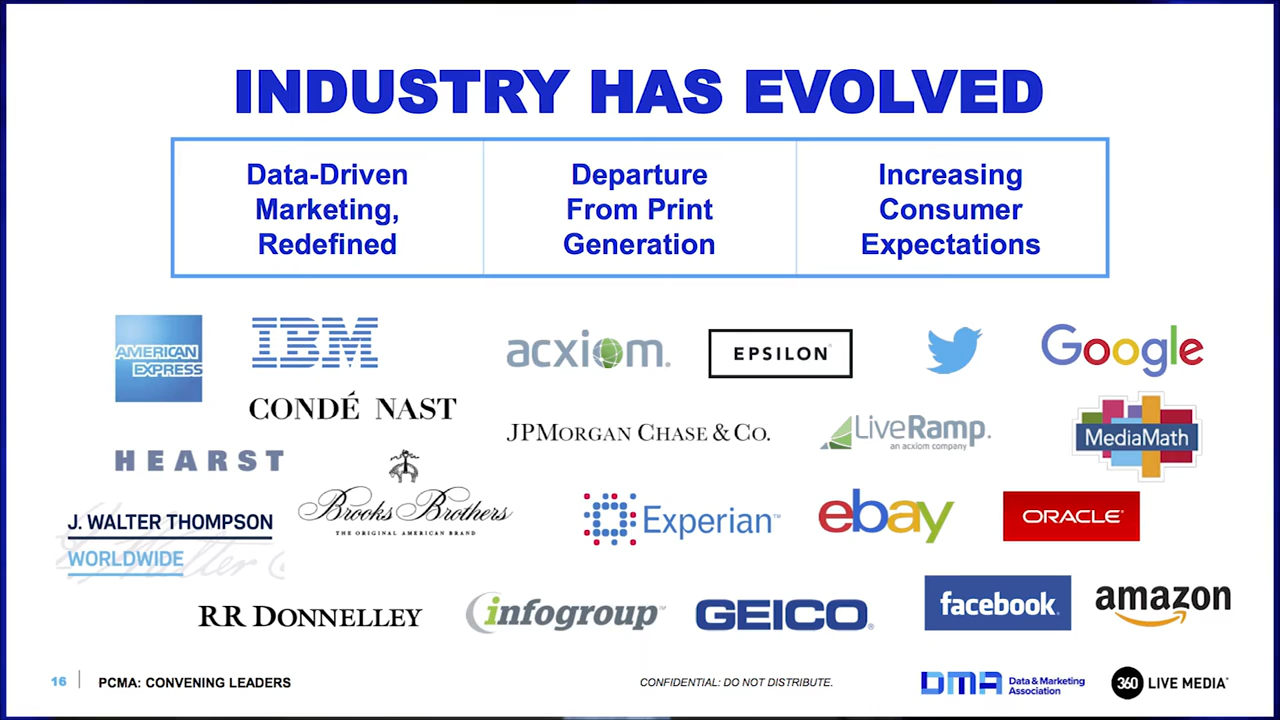 INDUSTRY HAS EVOLVED
Data-Driven
Marketing,
Redefined
Departure
From Print
Generation
Increasing
Consumer
Expectations
AMERICAN
EXPRESS
IBM
acxiom.
EPSILON®
Google
CONDÉ NAST
JPMORGAN CHASE & CO.
LiveRamp.
an acxiom company
MediaMath
HEARST
J. WALTER THOMPSON
WORLDWIDE
Brooks Brothers
THE ORIGINAL AMERICAN BRAND
Experian™
ebay
ORACLE®
RR DONNELLEY
infogroup™
GEICO®
facebook®
amazon
16
PCMA: CONVENING LEADERS
CONFIDENTIAL: DO NOT DISTRIBUTE.
DMA Data & Marketing
Association
360 LIVE MEDIA